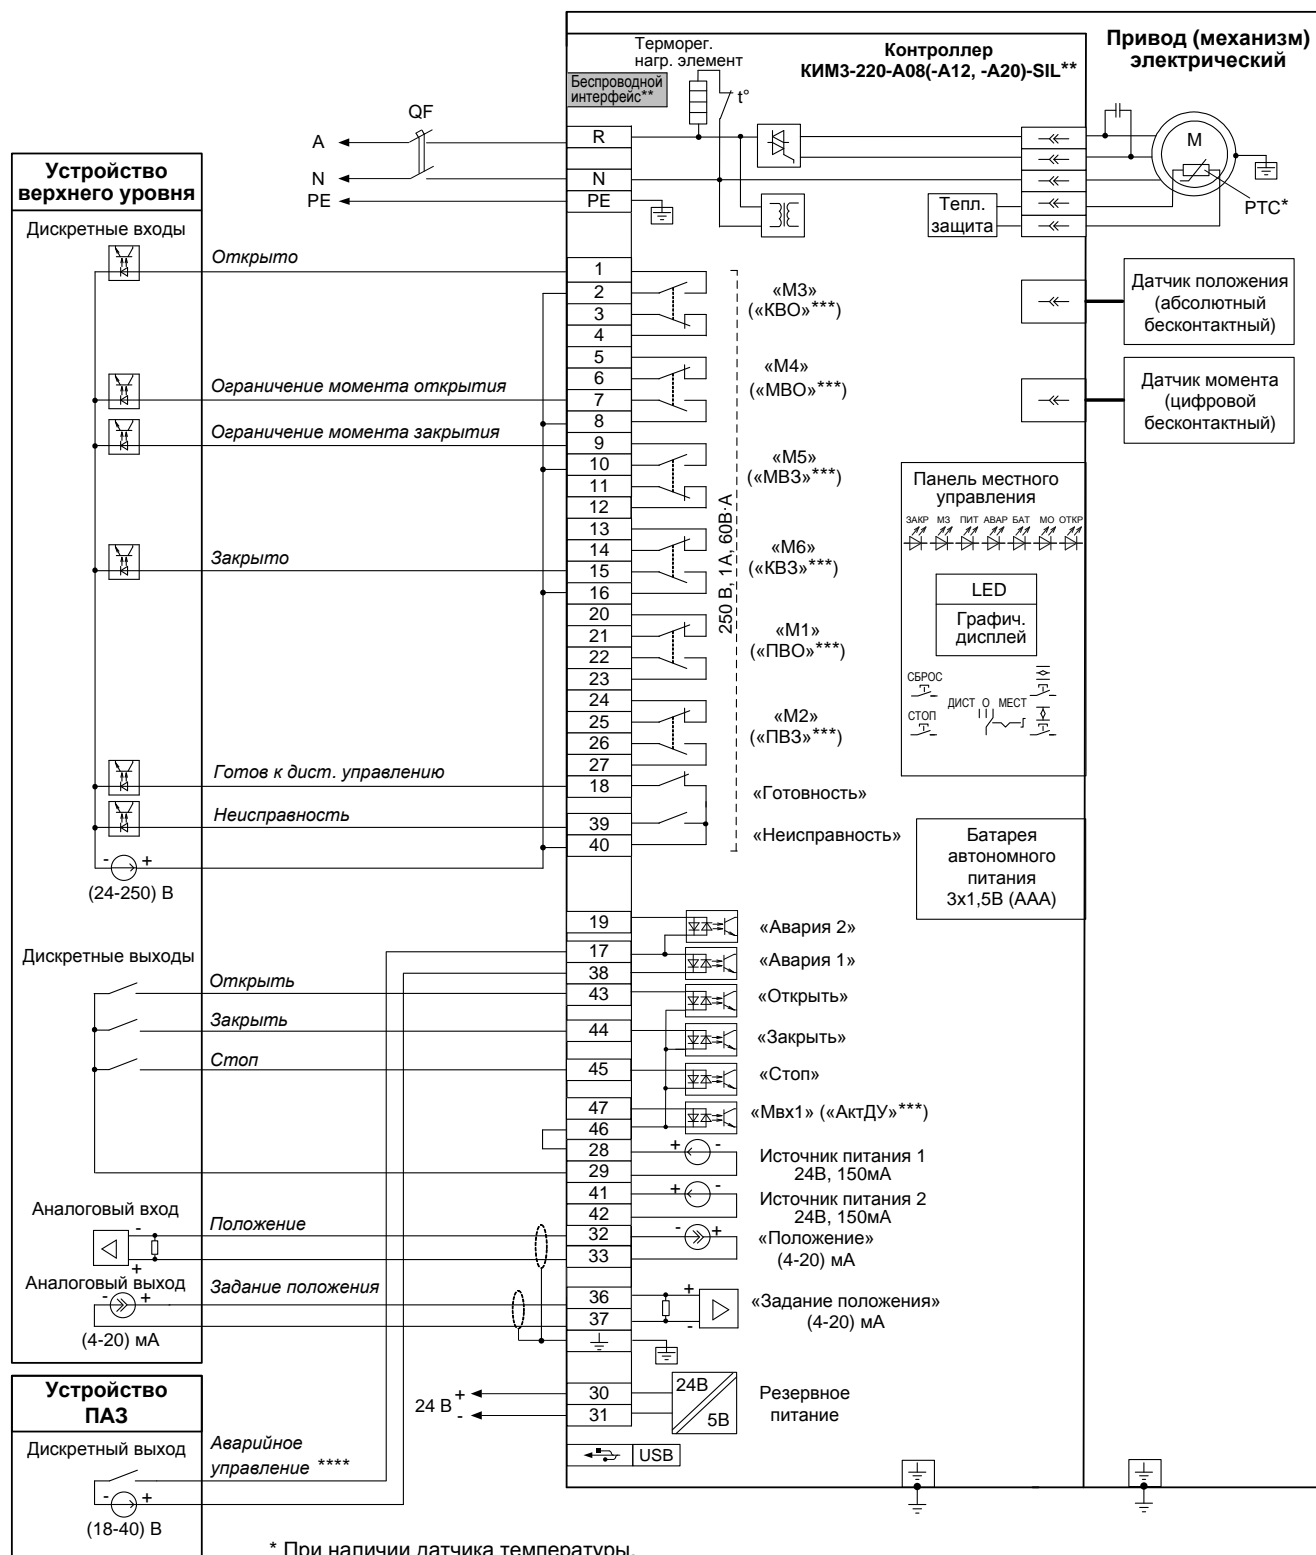 Привод (механизм)
электрический
Контроллер
КИМ3-220-А08(-А12, -А20)-SIL**
Терморег.
нагр. элемент
Беспроводной
интерфейс**
t°
QF
A
N
PE
R
N
PE
M
PTC*
Тепл.
защита
Устройство
верхнего уровня
Дискретные входы
Открыто
1
2
3
4
«М3»
(«КВО»***)
Датчик положения
(абсолютный
бесконтактный)
5
6
7
8
«М4»
(«МВО»***)
Ограничение момента открытия
Датчик момента
(цифровой
бесконтактный)
Ограничение момента закрытия
9
10
11
12
«М5»
(«МВЗ»***)
250 В, 1А, 60В·А
Панель местного
управления
ЗАКР МЗ ПИТ АВАР БАТ МО ОТКР
13
14
15
16
«М6»
(«КВЗ»***)
Закрыто
LED
Графич.
дисплей
20
21
22
23
«М1»
(«ПВО»***)
СБРОС
СТОП
ДИСТ О МЕСТ
24
25
26
27
«М2»
(«ПВЗ»***)
Готов к дист. управлению
18
«Готовность»
Неисправность
39
40
«Неисправность»
- +
(24-250) В
Батарея
автономного
питания
3х1,5В (ААА)
19
«Авария 2»
17
38
«Авария 1»
Дискретные выходы
Открыть
43
«Открыть»
Закрыть
44
«Закрыть»
Стоп
45
«Стоп»
47
«Мвх1» («АктДУ»***)
46
28
29
+ -
Источник питания 1
24В, 150мА
41
42
+ -
Источник питания 2
24В, 150мА
Аналоговый вход
-
+
Положение
32
33
- +
«Положение»
(4-20) мА
Аналоговый выход
- +
(4-20) мА
Задание положения
36
37
+
-
«Задание положения»
(4-20) мА
24 В
+
-
30
31
24В
5В
Резервное
питание
USB
Устройство
ПАЗ
Дискретный выход
- +
(18-40) В
Аварийное
управление ****
* При наличии датчика температуры.